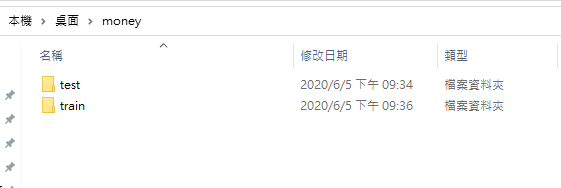 本機 > 桌面 > money
名稱 修改日期 類型
test 2020/6/5 下午 09:34 檔案資料夾
train 2020/6/5 下午 09:36 檔案資料夾